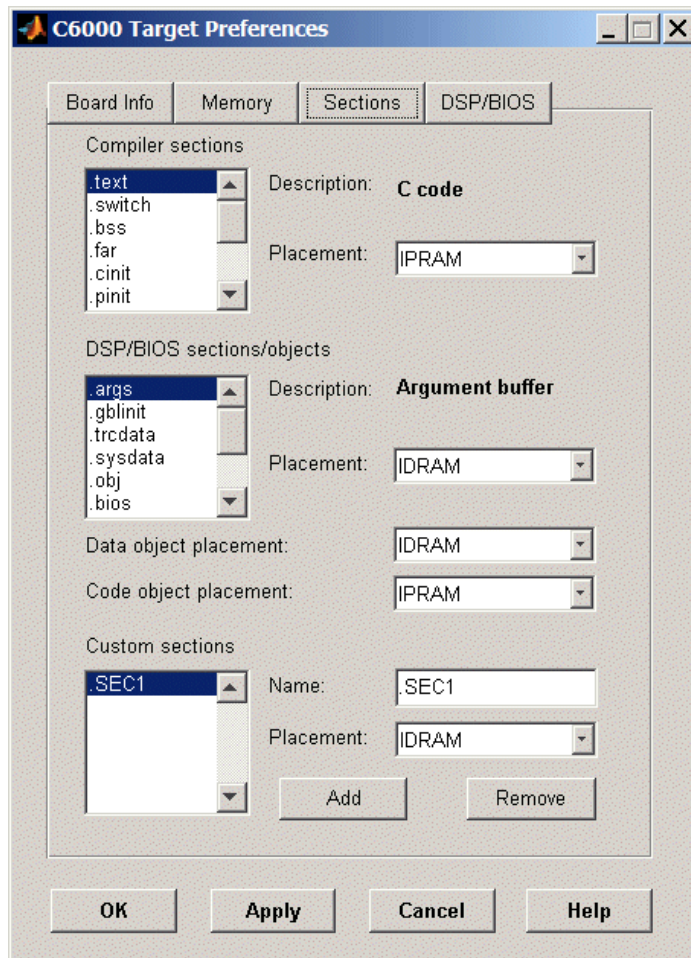 C6000 Target Preferences
Board Info Memory Sections DSP/BIOS
Compiler sections
.text
.switch
.bss
.far
.cinit
.pinit
Description: C code
Placement: IPRAM
DSP/BIOS sections/objects
.args
.gblinit
.trcdata
.sysdata
.obj
.bios
Description: Argument buffer
Placement: IDRAM
Data object placement: IDRAM
Code object placement: IPRAM
Custom sections
.SEC1
Name: .SEC1
Placement: IDRAM
Add Remove
OK Apply Cancel Help